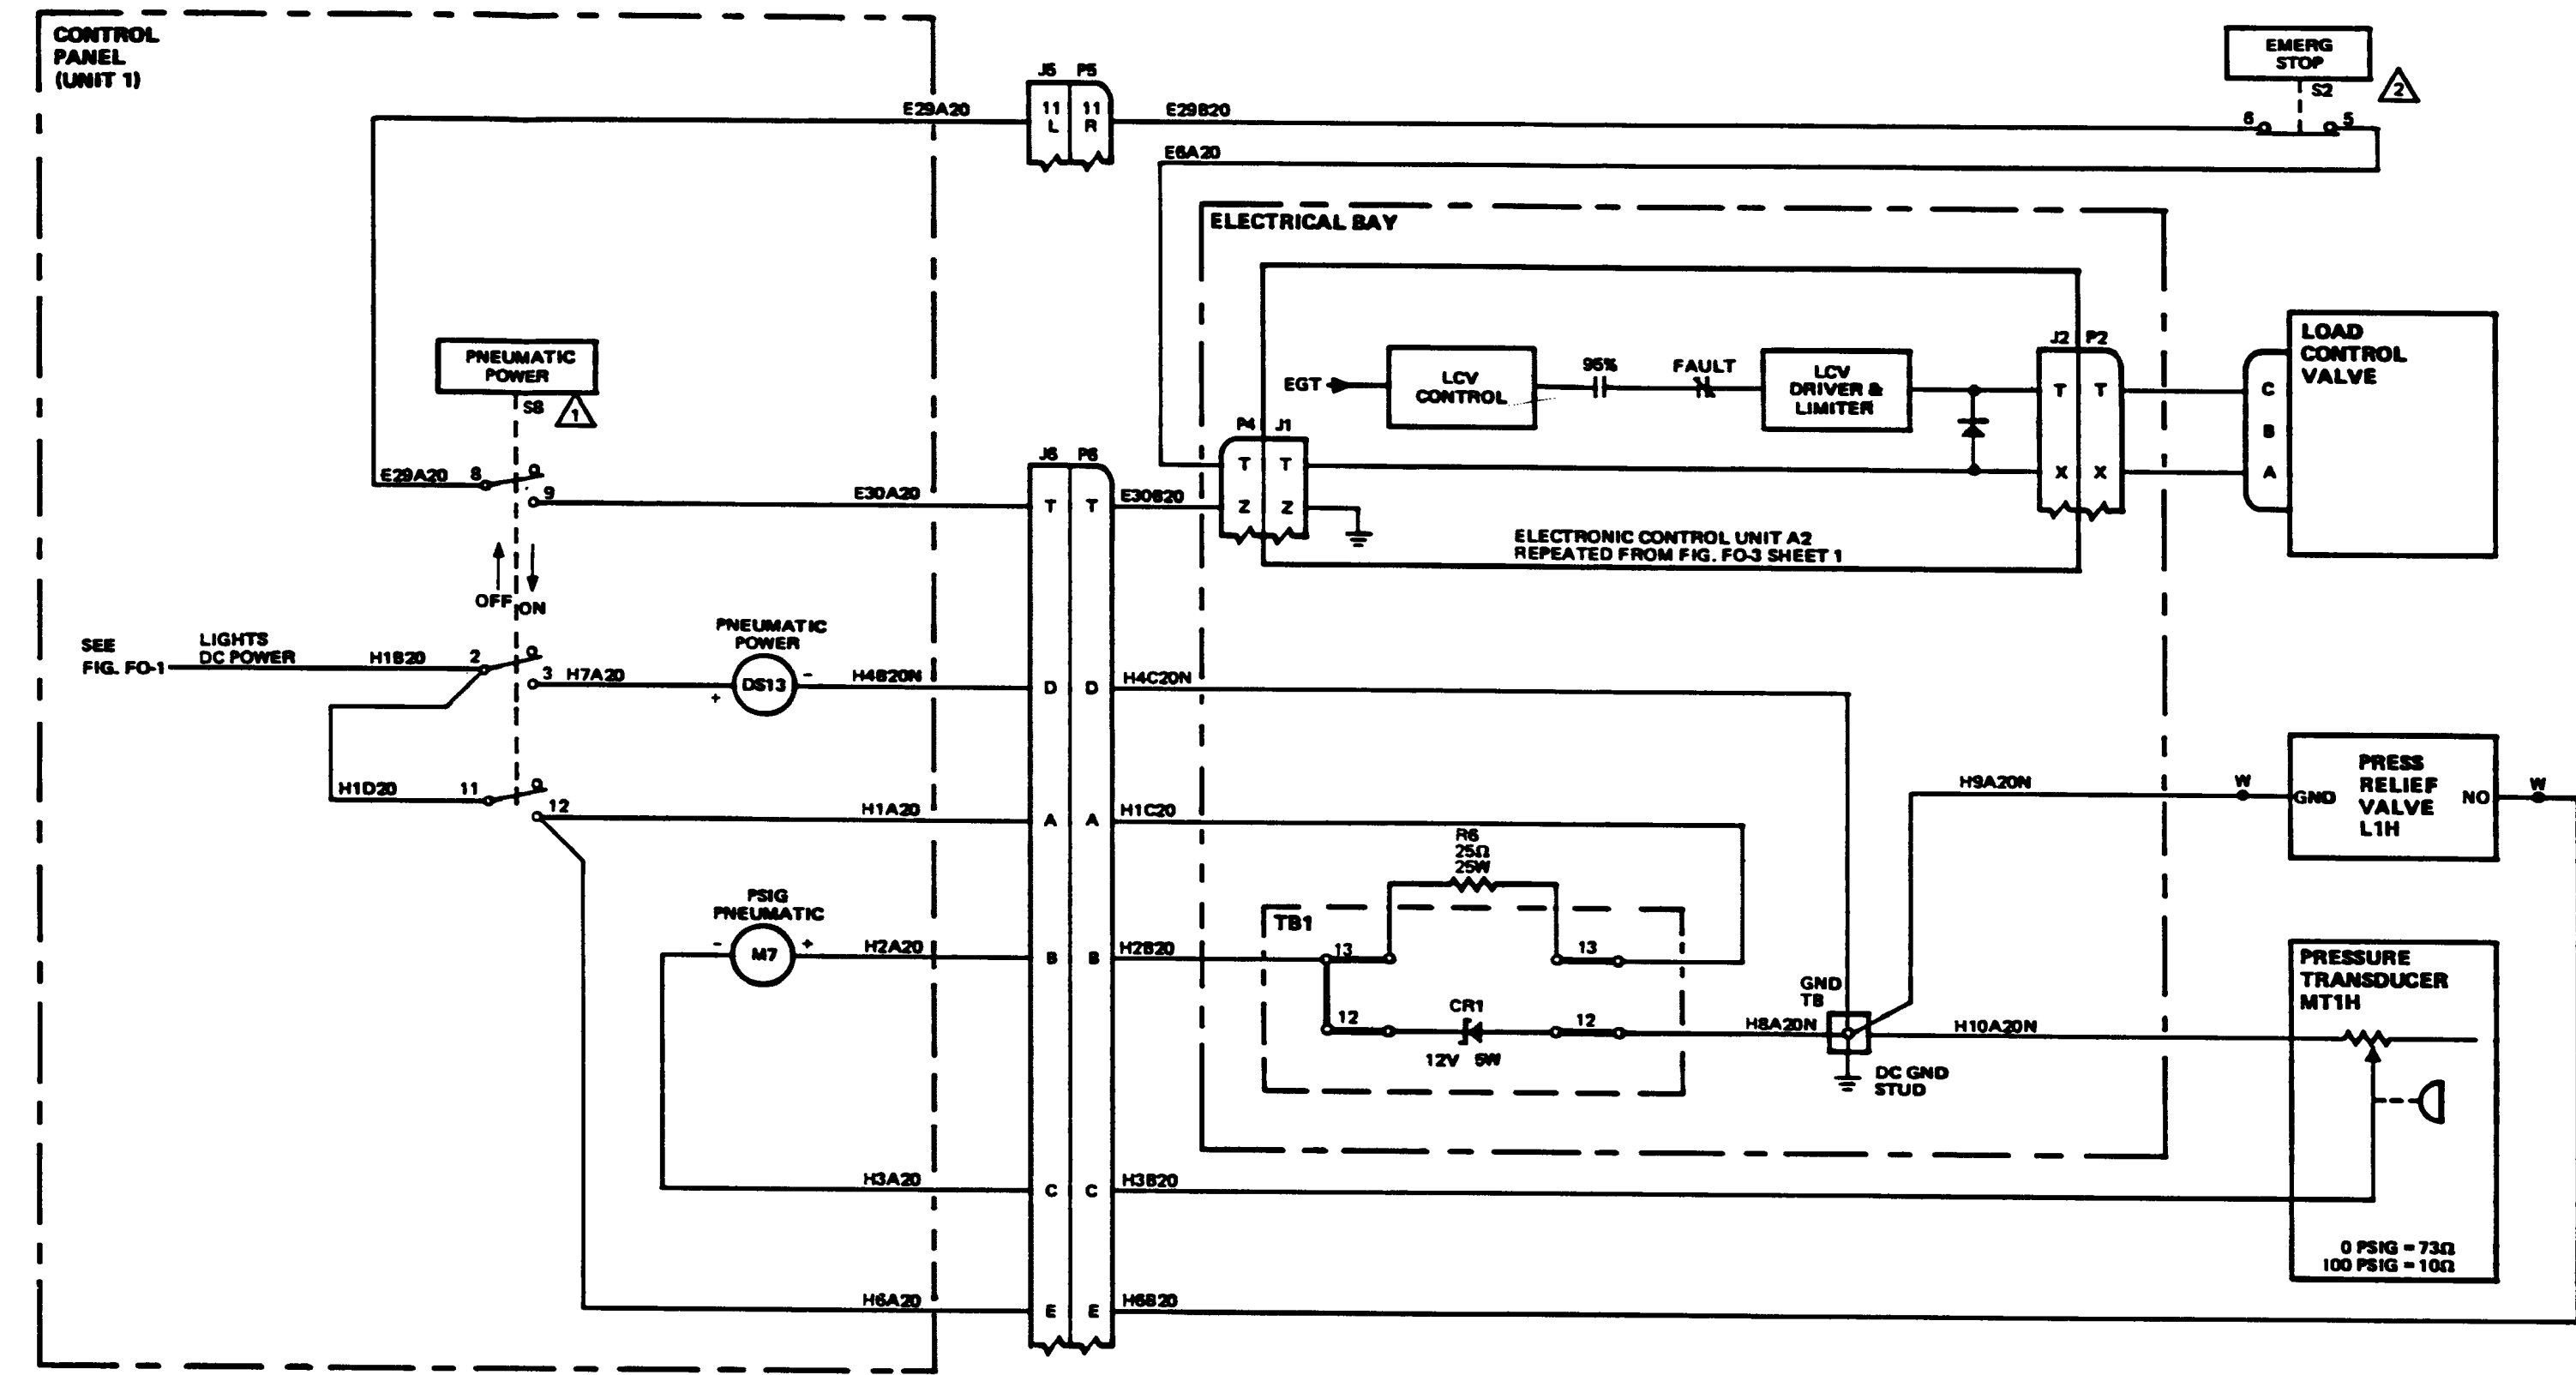 CONTROL
PANEL
(UNIT 1)
J5 P5
11 11
L R
E29A20
E29B20
E6A20
EMERG
STOP
S2
2
6 5
ELECTRICAL BAY
PNEUMATIC
POWER
S8
1
E29A20
8
9
E30A20
J6 P6
T T
E30B20
P4 J1
T T
Z Z
EGT
LCV
CONTROL
95%
FAULT
LCV
DRIVER &
LIMITER
J2 P2
T T
X X
C
B
A
LOAD
CONTROL
VALVE
ELECTRONIC CONTROL UNIT A2
REPEATED FROM FIG. FO-3 SHEET 1
OFF ON
SEE
FIG. FO-1
LIGHTS
DC POWER
H1B20
2
3
H7A20
PNEUMATIC
POWER
DS13
+ -
H4B20N
D D
H4C20N
H1D20
11
12
H1A20
A A
H1C20
R6
25Ω
25W
H9A20N
W
GND
PRESS
RELIEF
VALVE
L1H
NO
W
PSIG
PNEUMATIC
- +
M7
H2A20
B B
H2B20
TB1
13
13
12
CR1
12
12V 5W
H8A20N
GND
TB
H10A20N
DC GND
STUD
PRESSURE
TRANSDUCER
MT1H
H3A20
C C
H3B20
0 PSIG = 73Ω
100 PSIG = 10Ω
H6A20
E E
H6B20